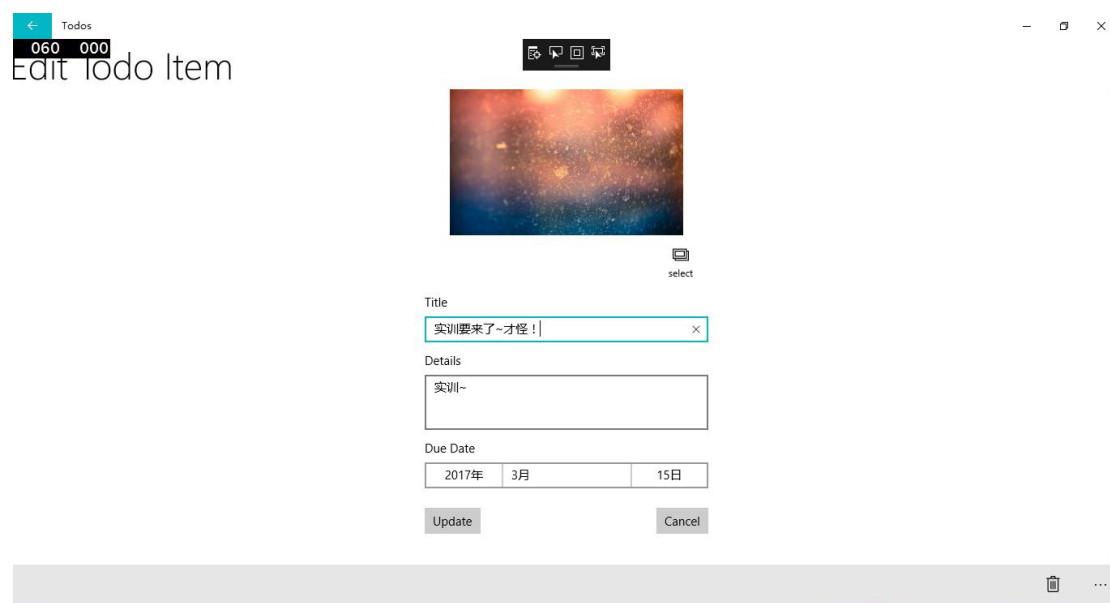 Todos
060 000
Edit Todo Item
select
Title
实训要来了~才怪！
Details
实训~
Due Date
2017年 3月 15日
Update Cancel